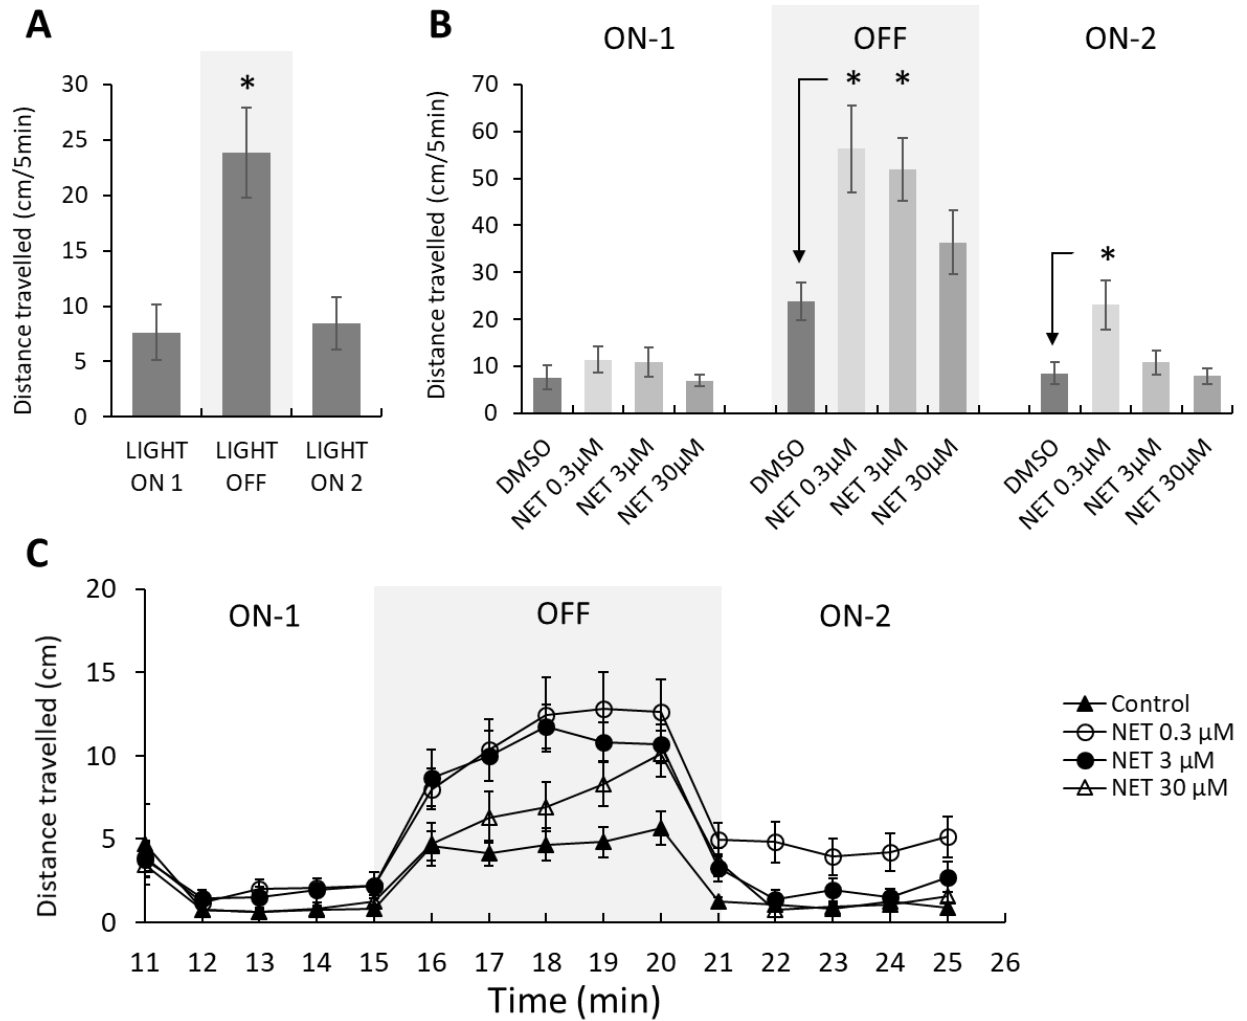 A
Distance travelled (cm/5min)
30
25
20
15
10
5
0
*
LIGHT
ON 1
LIGHT
OFF
LIGHT
ON 2
B
ON-1
OFF
ON-2
Distance travelled (cm/5min)
70
60
50
40
30
20
10
0
*
*
*
DMSO
NET 0.3µM
NET 3µM
NET 30µM
DMSO
NET 0.3µM
NET 3µM
NET 30µM
DMSO
NET 0.3µM
NET 3µM
NET 30µM
C
ON-1
OFF
ON-2
Distance travelled (cm)
20
15
10
5
0
11 12 13 14 15 16 17 18 19 20 21 22 23 24 25 26
Time (min)
Control
NET 0.3 µM
NET 3 µM
NET 30 µM